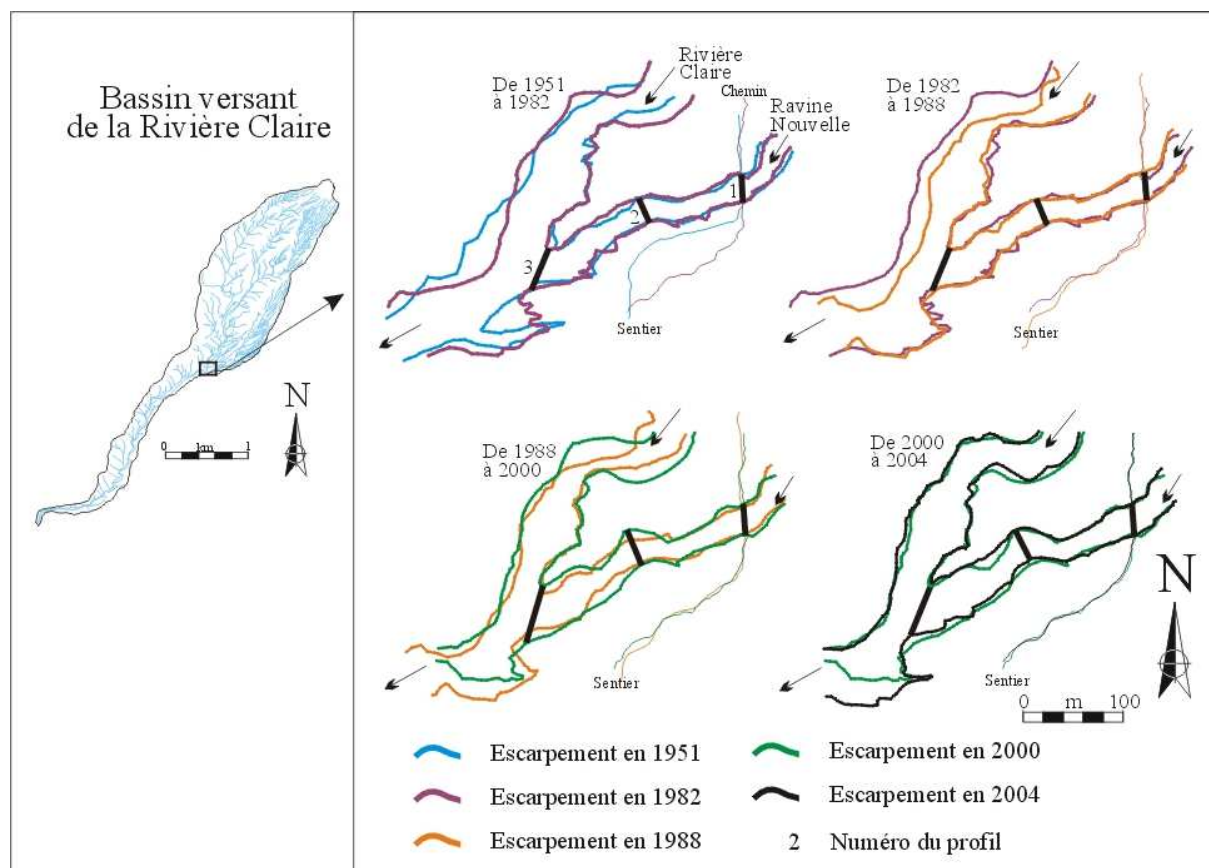 Bassin versant
de la Rivière Claire
N
0 km 1
De 1951
à 1982
Rivière
Claire
Chemin
Ravine
Nouvelle
1
2
3
Sentier
De 1982
à 1988
Sentier
De 1988
à 2000
Sentier
De 2000
à 2004
Sentier
N
0 m 100
Escarpement en 1951
Escarpement en 1982
Escarpement en 1988
Escarpement en 2000
Escarpement en 2004
2 Numéro du profil